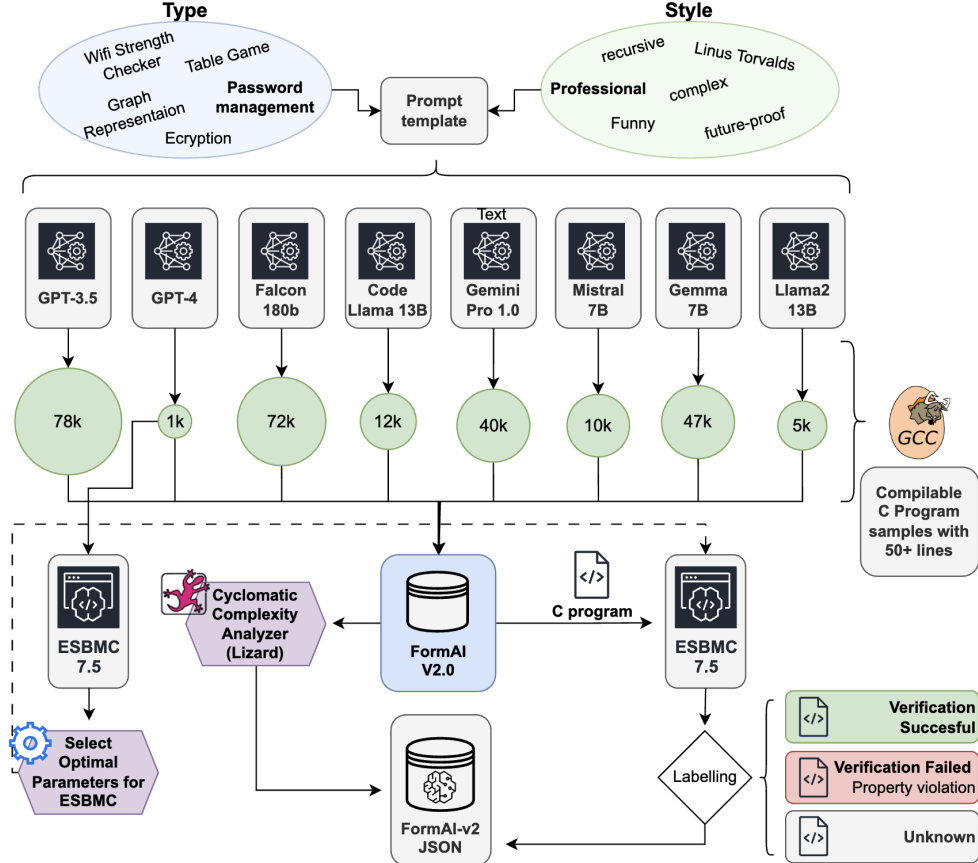 Type
Style
Wifi Strength
Checker
Table Game
Graph
Representaion
Password
management
Ecryption
Prompt
template
recursive
Linus Torvalds
Professional
complex
Funny
future-proof
GPT-3.5
GPT-4
Falcon
180b
Code
Llama 13B
Text
Gemini
Pro 1.0
Mistral
7B
Gemma
7B
Llama2
13B
78k
1k
72k
12k
40k
10k
47k
5k
GCC
Compilable
C Program
samples with
50+ lines
ESBMC
7.5
Cyclomatic
Complexity
Analyzer
(Lizard)
FormAI
V2.0
</>
C program
</>
ESBMC
7.5
Select
Optimal
Parameters for
ESBMC
FormAI-v2
JSON
Labelling
</>
Verification
Succesful
</>
Verification Failed
Property violation
</>
Unknown